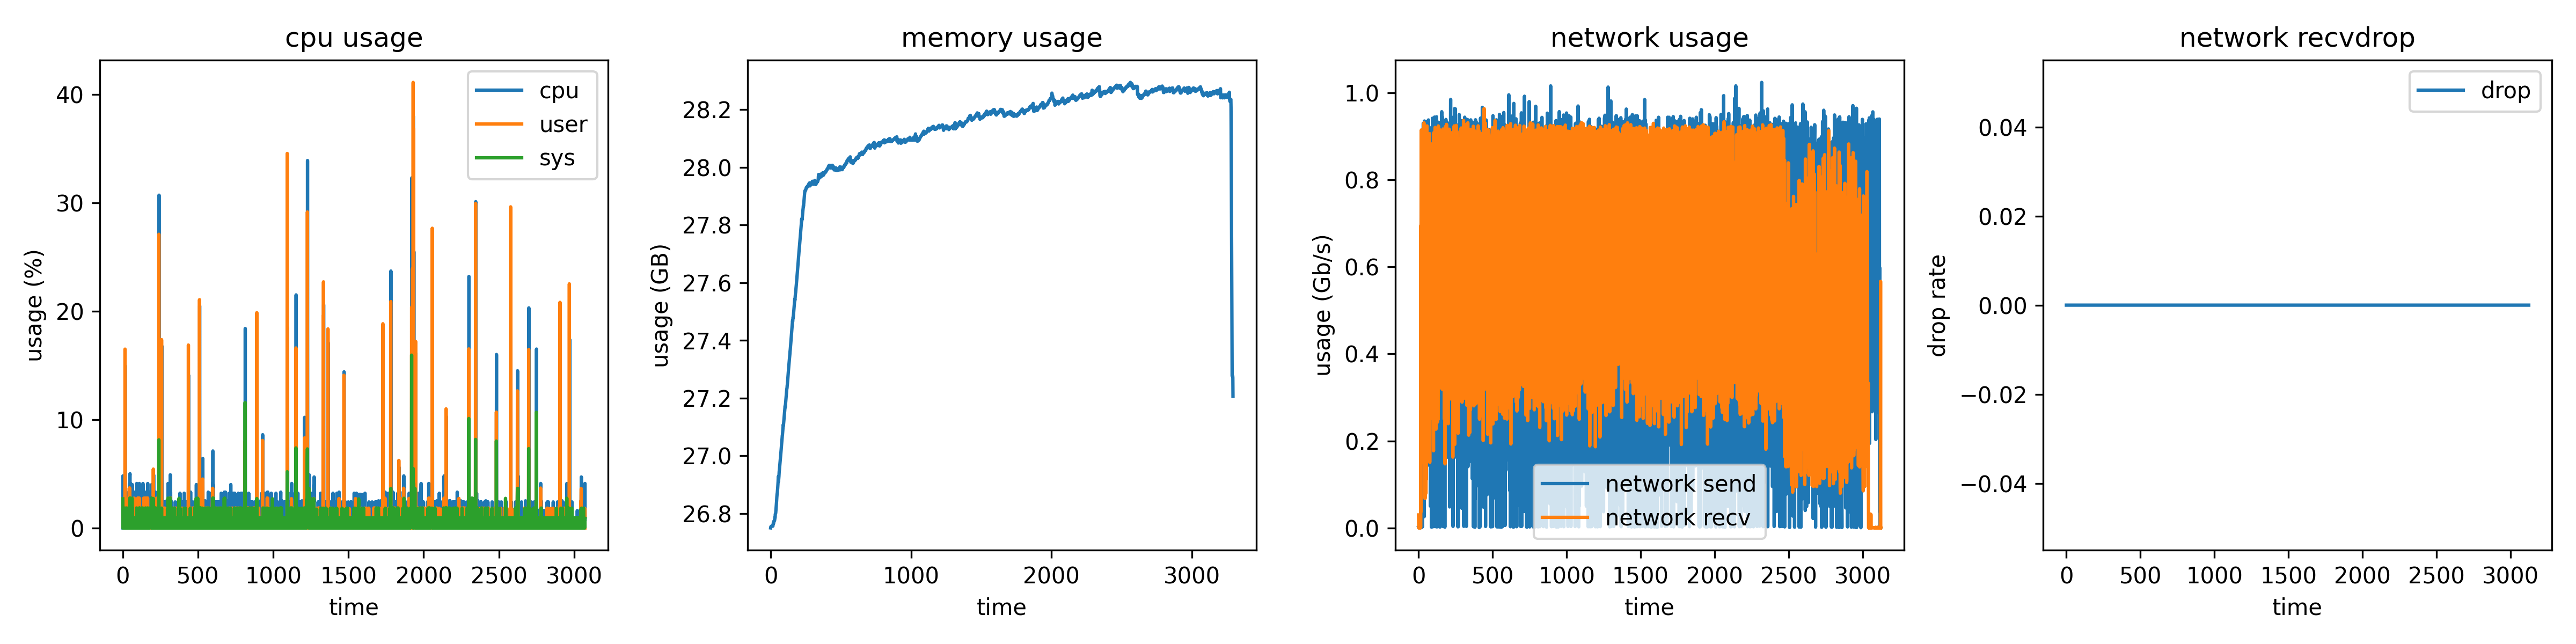 cpu usage
usage (%)
40
30
20
10
0
cpu
user
sys
0 500 1000 1500 2000 2500 3000
time
memory usage
usage (GB)
28.2
28.0
27.8
27.6
27.4
27.2
27.0
26.8
0 1000 2000 3000
time
network usage
usage (Gb/s)
1.0
0.8
0.6
0.4
0.2
0.0
network send
network recv
0 500 1000 1500 2000 2500 3000
time
network recvdrop
drop rate
0.04
0.02
0.00
−0.02
−0.04
drop
0 500 1000 1500 2000 2500 3000
time